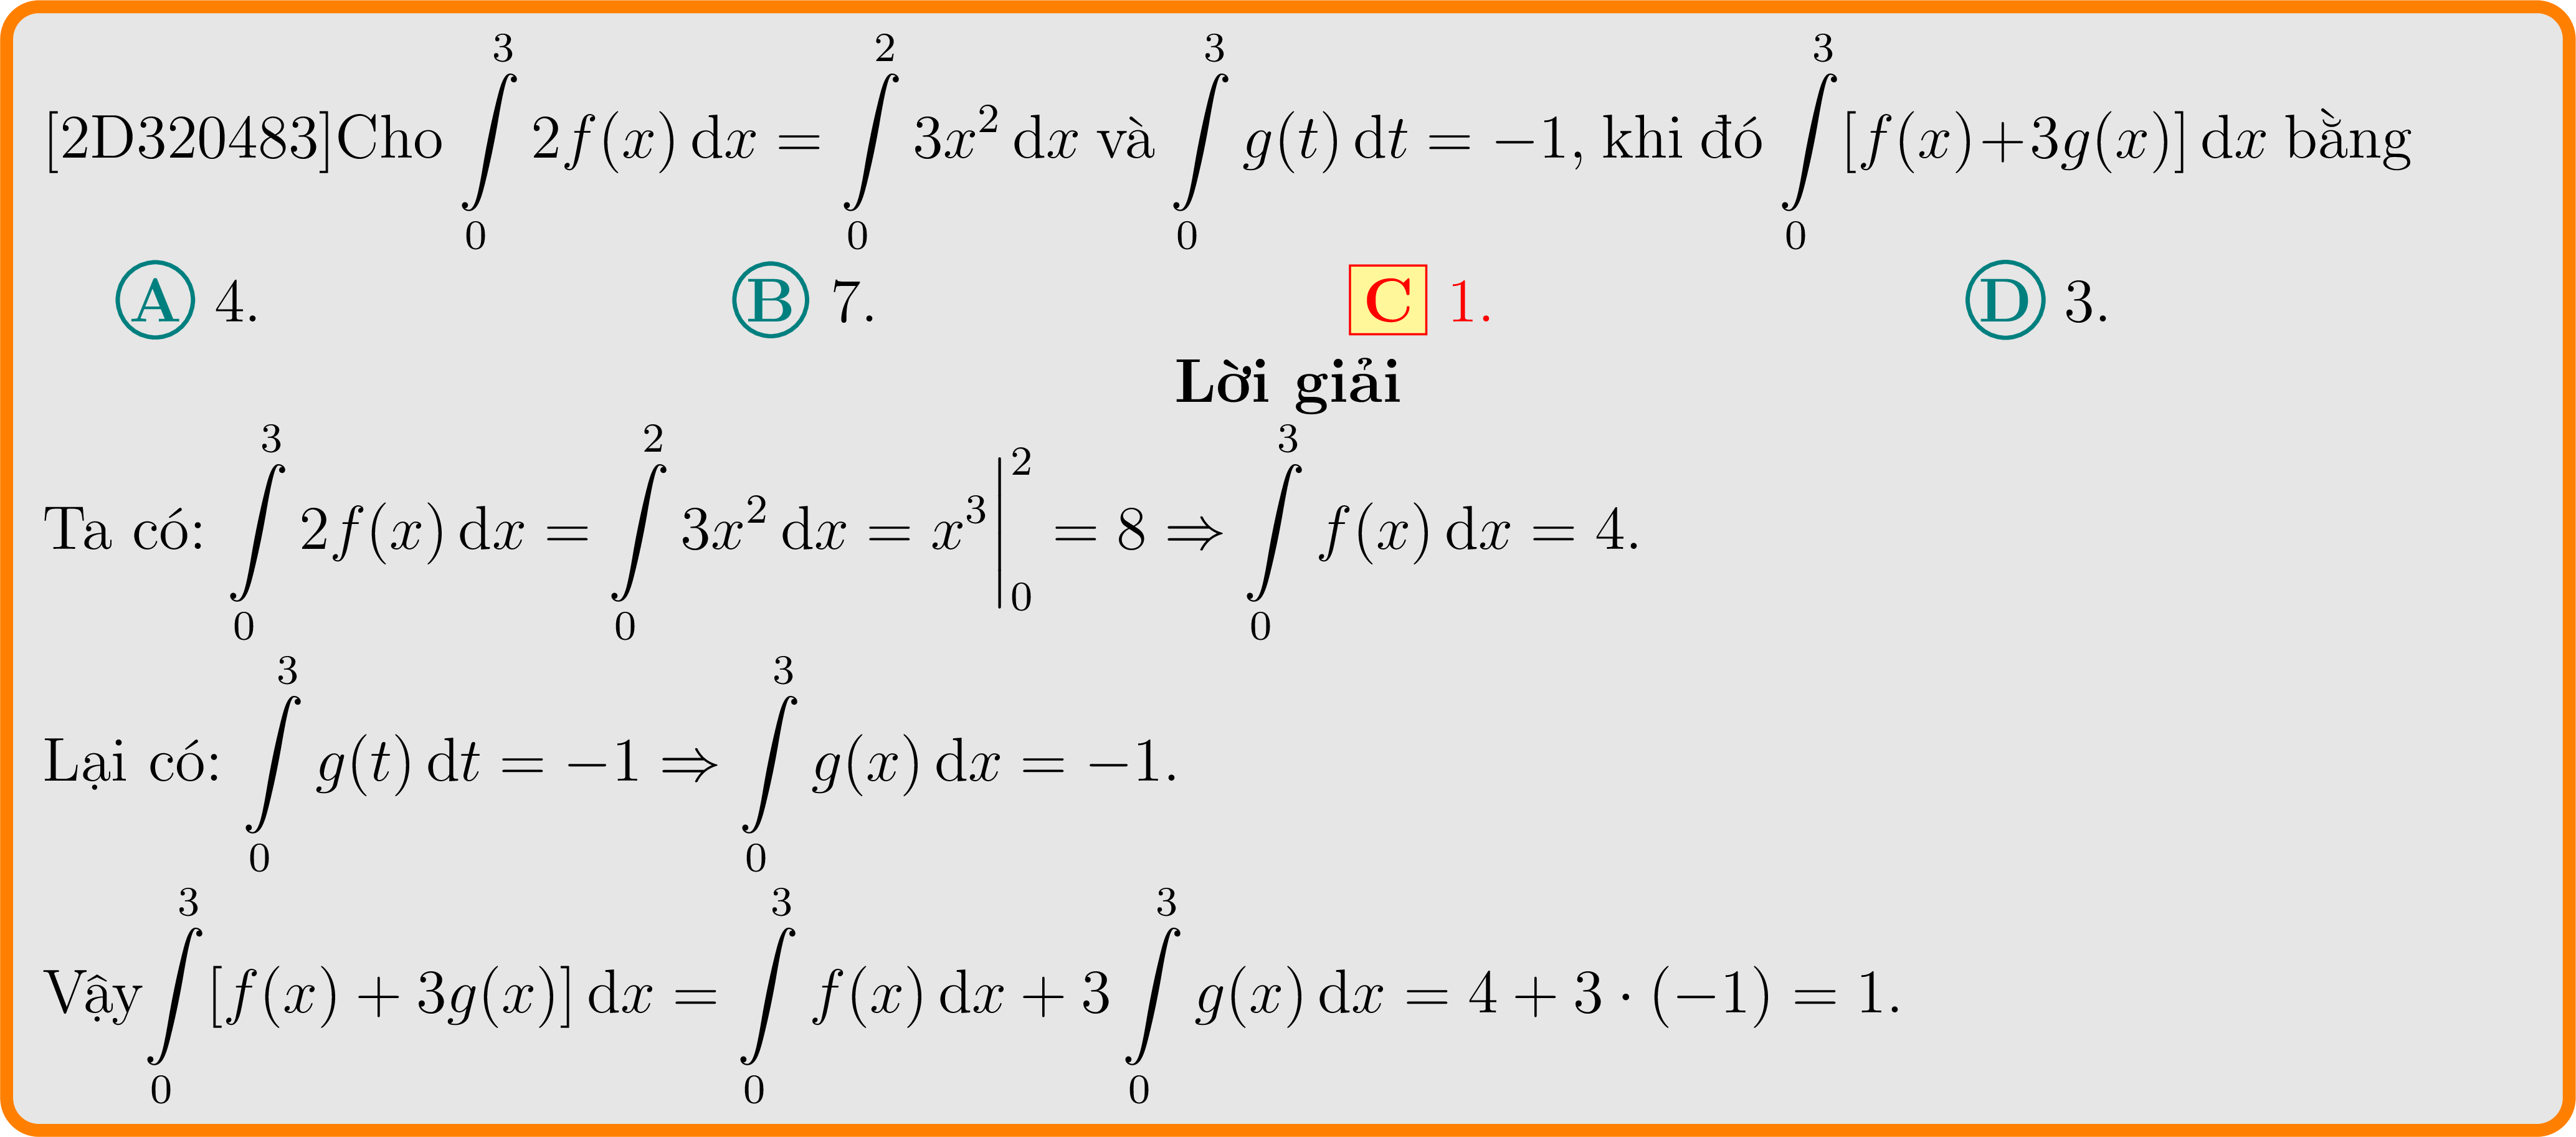 [2D320483]Cho $\int\limits_0^3 2f(x)\,\mathrm{d}x = \int\limits_0^2 3x^2\,\mathrm{d}x$ và $\int\limits_0^3 g(t)\,\mathrm{d}t = -1$, khi đó $\int\limits_0^3 [f(x)+3g(x)]\,\mathrm{d}x$ bằng
A 4. B 7. C 1. D 3.
Lời giải
Ta có: $\int\limits_0^3 2f(x)\,\mathrm{d}x = \int\limits_0^2 3x^2\,\mathrm{d}x = x^3\Big|_0^2 = 8 \Rightarrow \int\limits_0^3 f(x)\,\mathrm{d}x = 4.$
Lại có: $\int\limits_0^3 g(t)\,\mathrm{d}t = -1 \Rightarrow \int\limits_0^3 g(x)\,\mathrm{d}x = -1.$
Vậy $\int\limits_0^3 [f(x)+3g(x)]\,\mathrm{d}x = \int\limits_0^3 f(x)\,\mathrm{d}x + 3\int\limits_0^3 g(x)\,\mathrm{d}x = 4 + 3 \cdot (-1) = 1.$